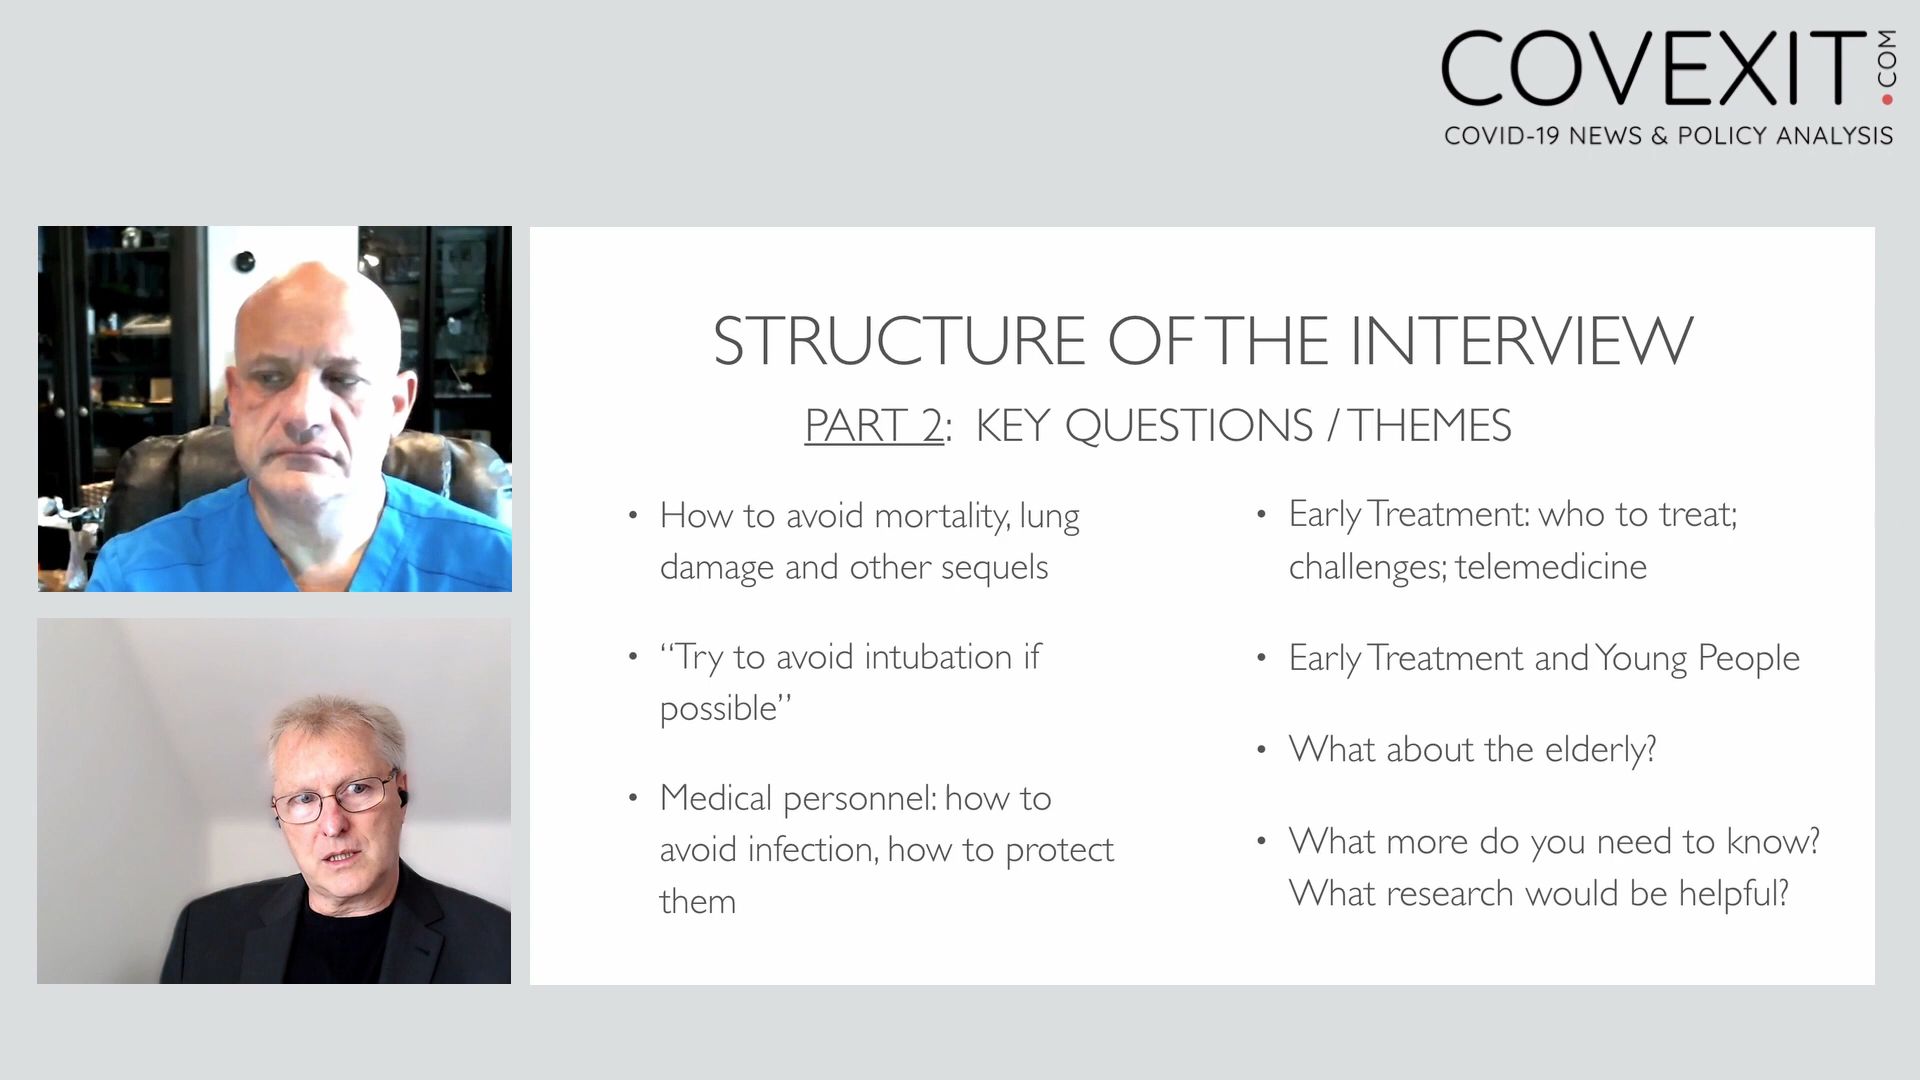 COVEXIT.COM
COVID-19 NEWS & POLICY ANALYSIS
STRUCTURE OF THE INTERVIEW
PART 2: KEY QUESTIONS / THEMES
• How to avoid mortality, lung
damage and other sequels
• “Try to avoid intubation if
possible”
• Medical personnel: how to
avoid infection, how to protect
them
• Early Treatment: who to treat;
challenges; telemedicine
• Early Treatment and Young People
• What about the elderly?
• What more do you need to know?
What research would be helpful?